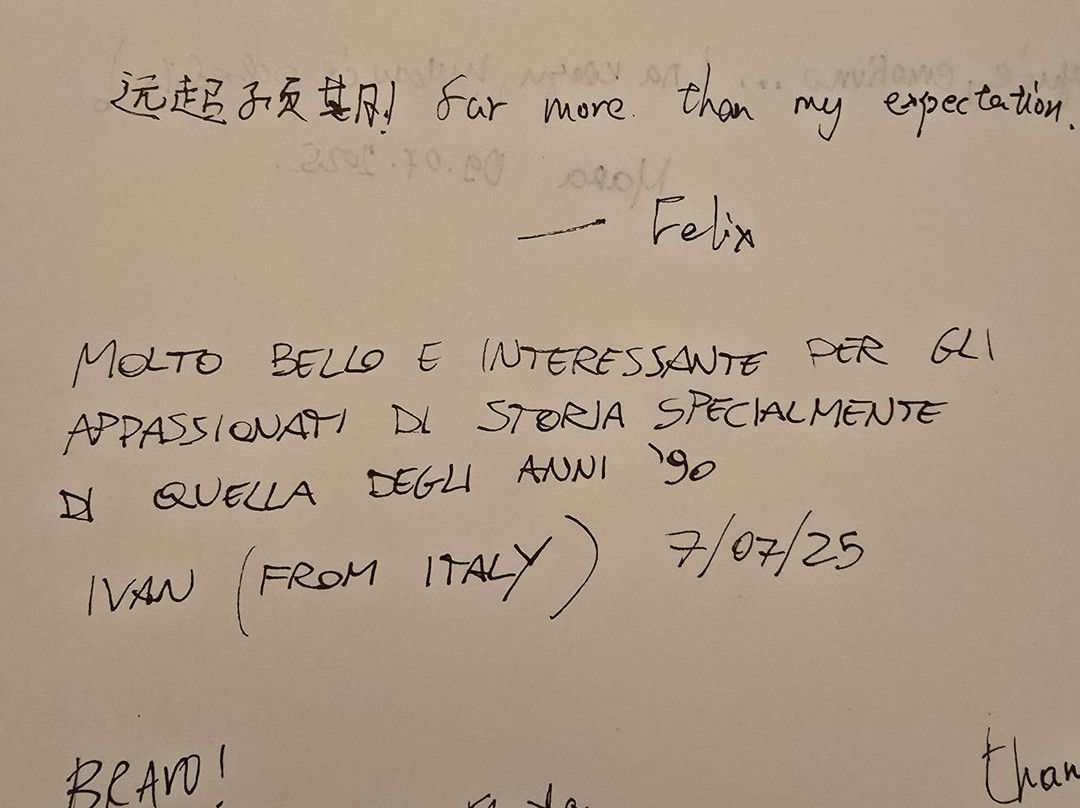 远超预期! far more than my expectation.
— Felix
MOLTO BELLO E INTERESSANTE PER GLI
APPASSIONATI DI STORIA SPECIALMENTE
DI QUELLA DEGLI ANNI '90
IVAN (FROM ITALY) 7/07/25
BRAVO!